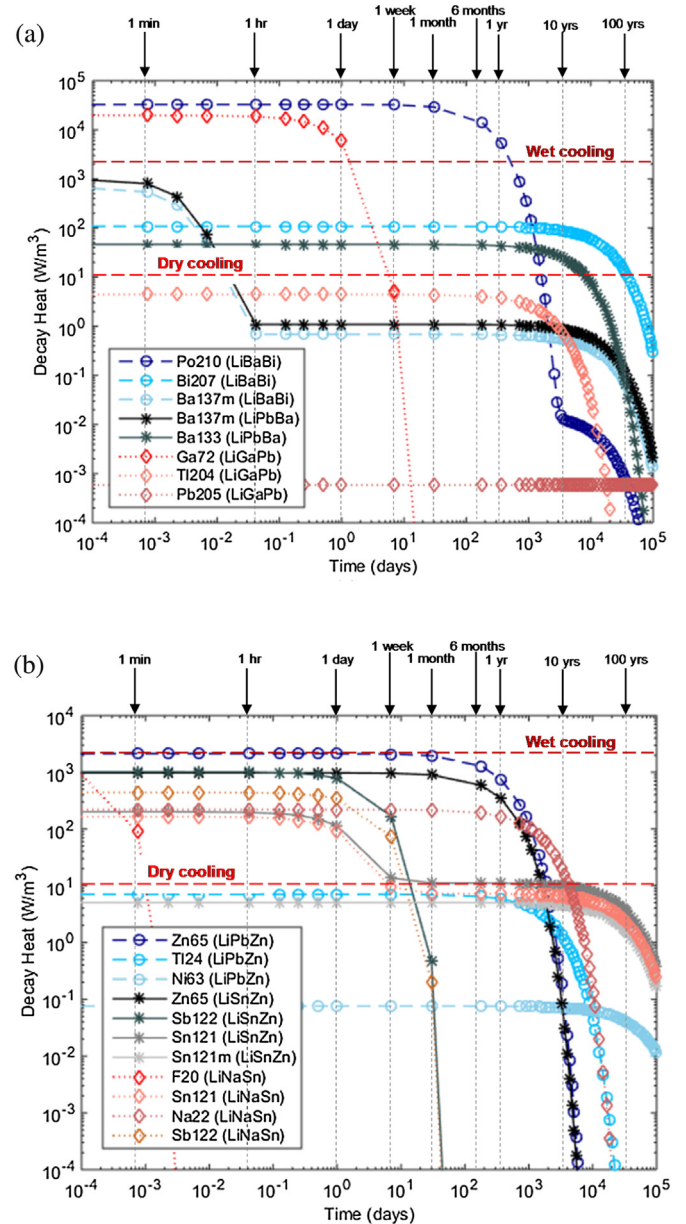 (a)
1 min 1 hr 1 day 1 week 1 month 6 months 1 yr 10 yrs 100 yrs
10^5
10^4
10^3
10^2
10^1
10^0
10^-1
10^-2
10^-3
10^-4
Decay Heat (W/m^3)
Wet cooling
Dry cooling
Po210 (LiBaBi)
Bi207 (LiBaBi)
Ba137m (LiBaBi)
Ba137m (LiPbBa)
Ba133 (LiPbBa)
Ga72 (LiGaPb)
Tl204 (LiGaPb)
Pb205 (LiGaPb)
10^-4 10^-3 10^-2 10^-1 10^0 10^1 10^2 10^3 10^4 10^5
Time (days)
(b)
1 min 1 hr 1 day 1 week 1 month 6 months 1 yr 10 yrs 100 yrs
10^4
10^3
10^2
10^1
10^0
10^-1
10^-2
10^-3
10^-4
Decay Heat (W/m^3)
Wet cooling
Dry cooling
Zn65 (LiPbZn)
Tl24 (LiPbZn)
Ni63 (LiPbZn)
Zn65 (LiSnZn)
Sb122 (LiSnZn)
Sn121 (LiSnZn)
Sn121m (LiSnZn)
F20 (LiNaSn)
Sn121 (LiNaSn)
Na22 (LiNaSn)
Sb122 (LiNaSn)
10^-4 10^-3 10^-2 10^-1 10^0 10^1 10^2 10^3 10^4 10^5
Time (days)